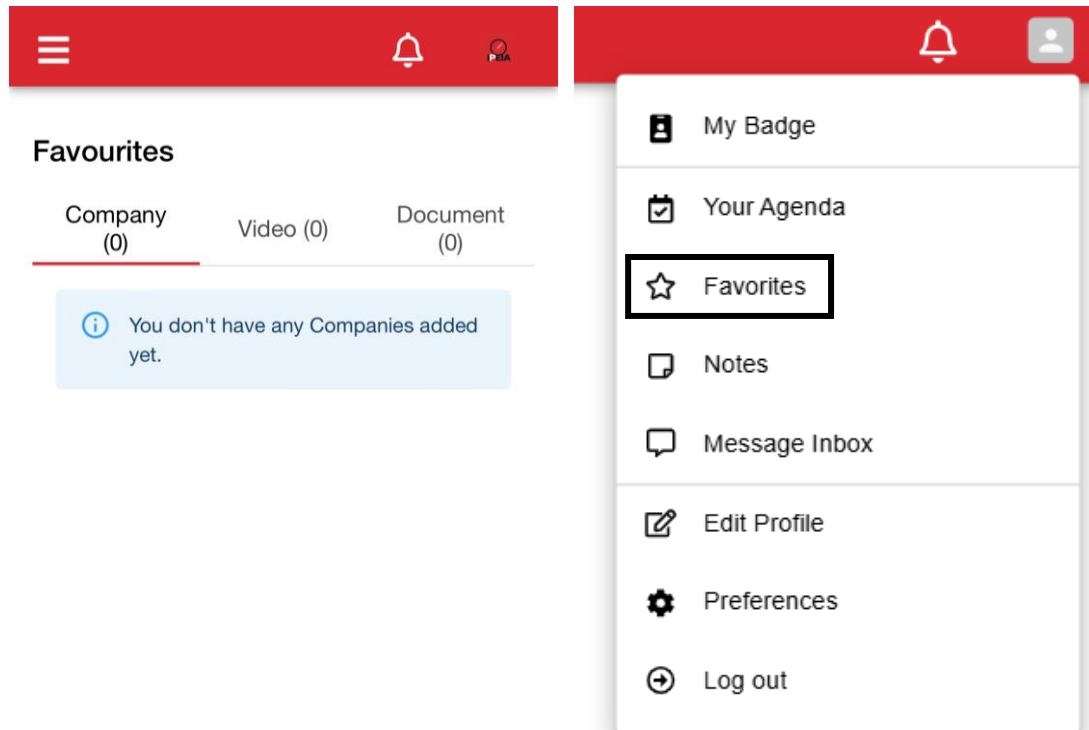 IPEIA
Favourites
Company
(0)
Video (0)
Document
(0)
You don't have any Companies added
yet.
My Badge
Your Agenda
Favorites
Notes
Message Inbox
Edit Profile
Preferences
Log out